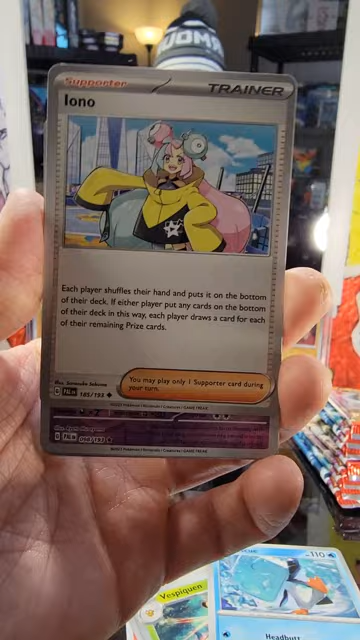 Supporter
TRAINER
Iono
Each player shuffles their hand and puts it on the bottom
of their deck. If either player put any cards on the bottom
of their deck in this way, each player draws a card for each
of their remaining Prize cards.
You may play only 1 Supporter card during
your turn.
185/193
098/193
110
Vespiquen
Headbutt